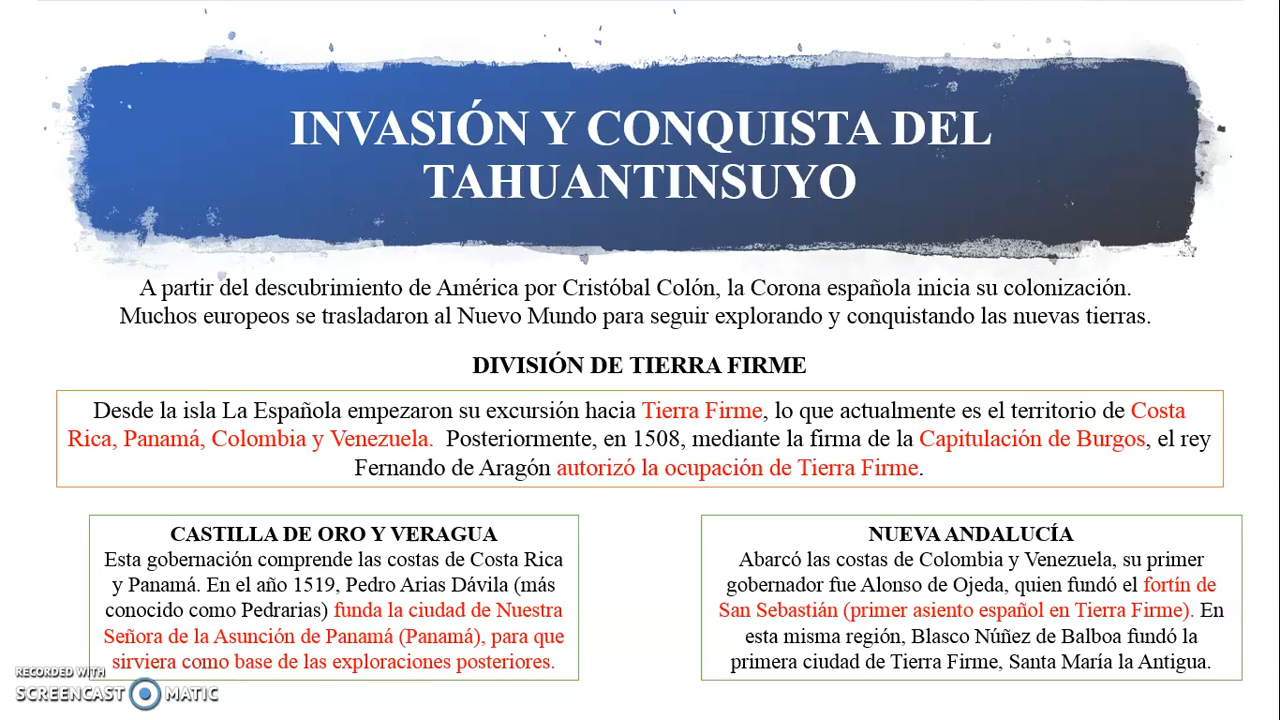 INVASIÓN Y CONQUISTA DEL
TAHUANTINSUYO
A partir del descubrimiento de América por Cristóbal Colón, la Corona española inicia su colonización.
Muchos europeos se trasladaron al Nuevo Mundo para seguir explorando y conquistando las nuevas tierras.
DIVISIÓN DE TIERRA FIRME
Desde la isla La Española empezaron su excursión hacia Tierra Firme, lo que actualmente es el territorio de Costa
Rica, Panamá, Colombia y Venezuela. Posteriormente, en 1508, mediante la firma de la Capitulación de Burgos, el rey
Fernando de Aragón autorizó la ocupación de Tierra Firme.
CASTILLA DE ORO Y VERAGUA
Esta gobernación comprende las costas de Costa Rica
y Panamá. En el año 1519, Pedro Arias Dávila (más
conocido como Pedrarias) funda la ciudad de Nuestra
Señora de la Asunción de Panamá (Panamá), para que
sirviera como base de las exploraciones posteriores.
NUEVA ANDALUCÍA
Abarcó las costas de Colombia y Venezuela, su primer
gobernador fue Alonso de Ojeda, quien fundó el fortín de
San Sebastián (primer asiento español en Tierra Firme). En
esta misma región, Blasco Núñez de Balboa fundó la
primera ciudad de Tierra Firme, Santa María la Antigua.
RECORDED WITH
SCREENCAST MATIC